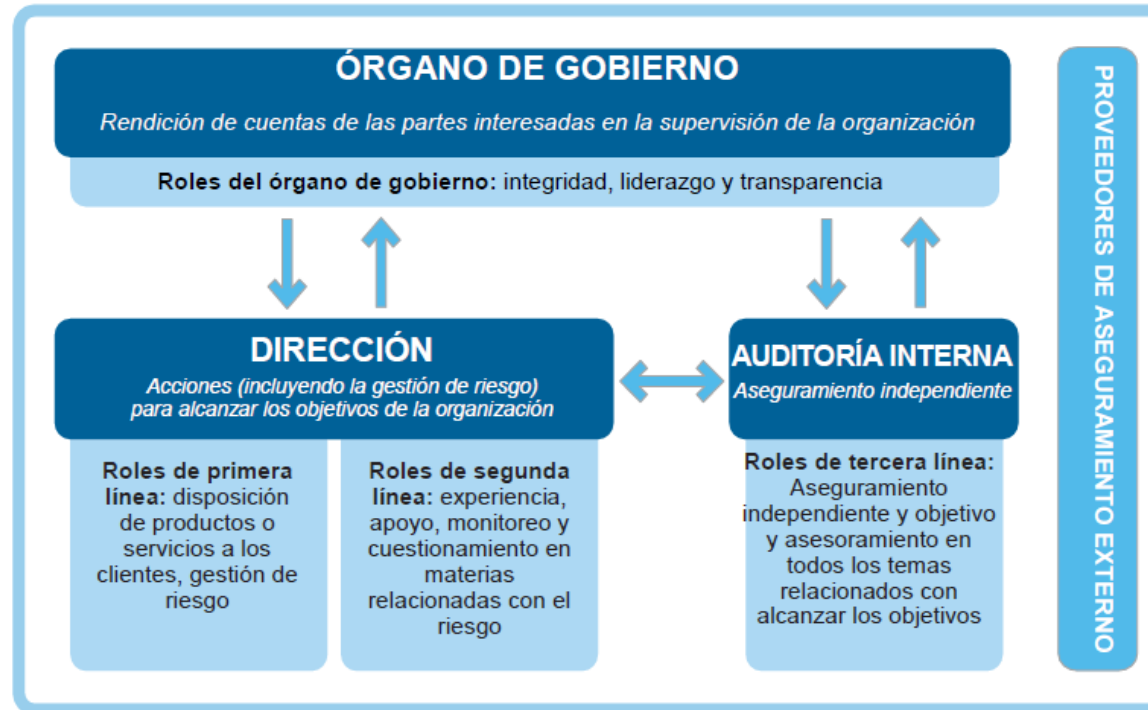 ÓRGANO DE GOBIERNO
Rendición de cuentas de las partes interesadas en la supervisión de la organización
Roles del órgano de gobierno: integridad, liderazgo y transparencia
DIRECCIÓN
Acciones (incluyendo la gestión de riesgo)
para alcanzar los objetivos de la organización
Roles de primera
línea: disposición
de productos o
servicios a los
clientes, gestión de
riesgo
Roles de segunda
línea: experiencia,
apoyo, monitoreo y
cuestionamiento en
materias
relacionadas con el
riesgo
AUDITORÍA INTERNA
Aseguramiento independiente
Roles de tercera línea:
Aseguramiento
independiente y objetivo
y asesoramiento en
todos los temas
relacionados con
alcanzar los objetivos
PROVEEDORES DE ASEGURAMIENTO EXTERNO